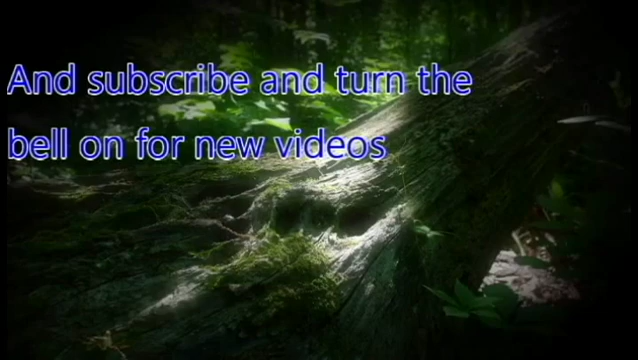 And subscribe and turn the
bell on for new videos